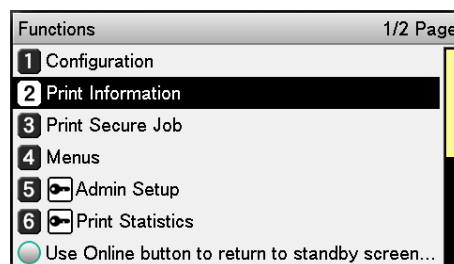 Functions 1/2 Page
1 Configuration
2 Print Information
3 Print Secure Job
4 Menus
5 Admin Setup
6 Print Statistics
Use Online button to return to standby screen...